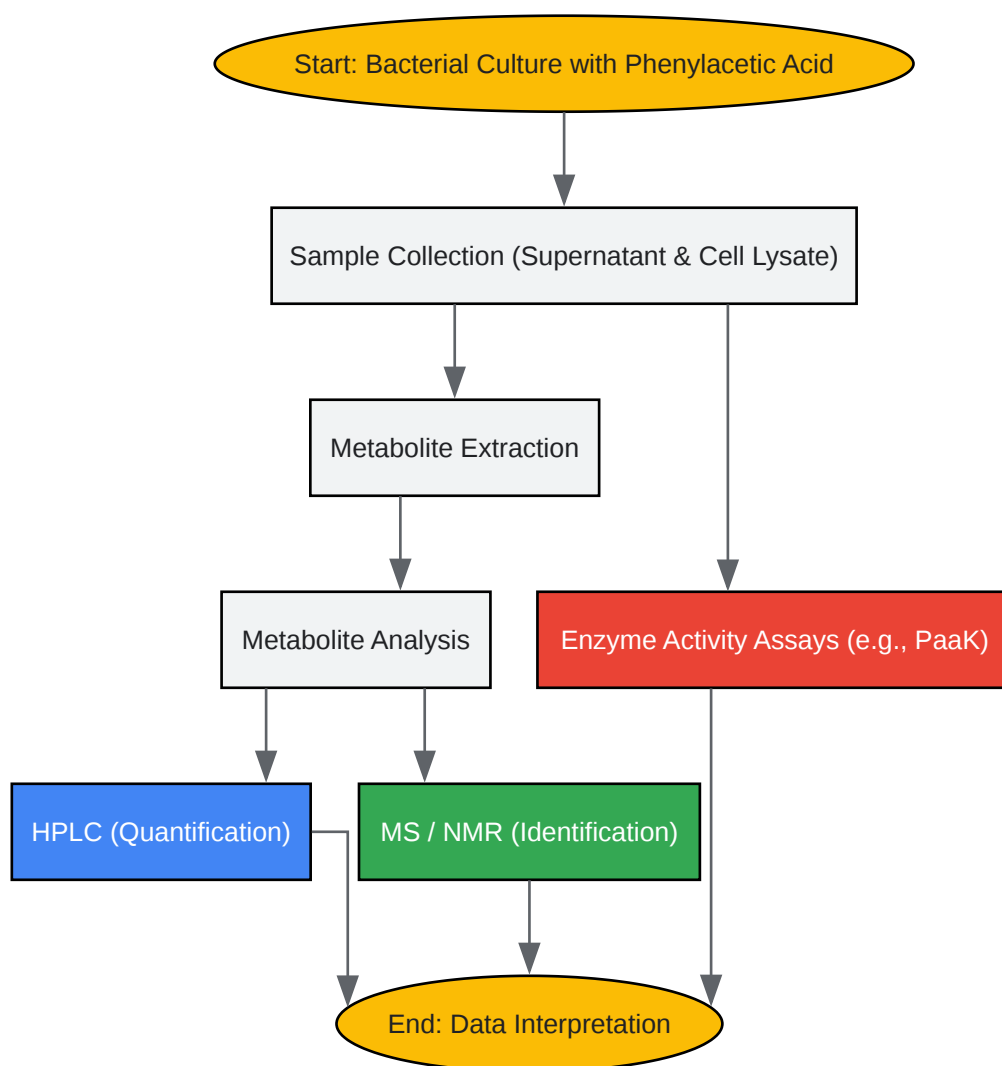 Start: Bacterial Culture with Phenylacetic Acid
Sample Collection (Supernatant & Cell Lysate)
Metabolite Extraction
Metabolite Analysis
Enzyme Activity Assays (e.g., PaaK)
HPLC (Quantification)
MS / NMR (Identification)
End: Data Interpretation